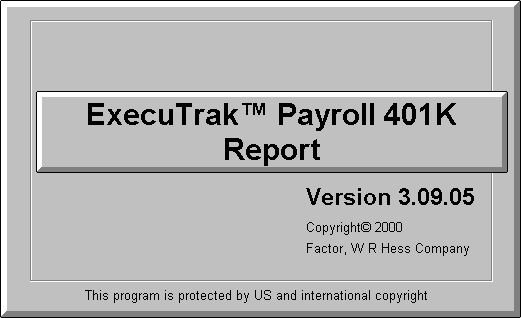 ExecuTrak™ Payroll 401K
Report
Version 3.09.05
Copyright© 2000
Factor, W R Hess Company
This program is protected by US and international copyright